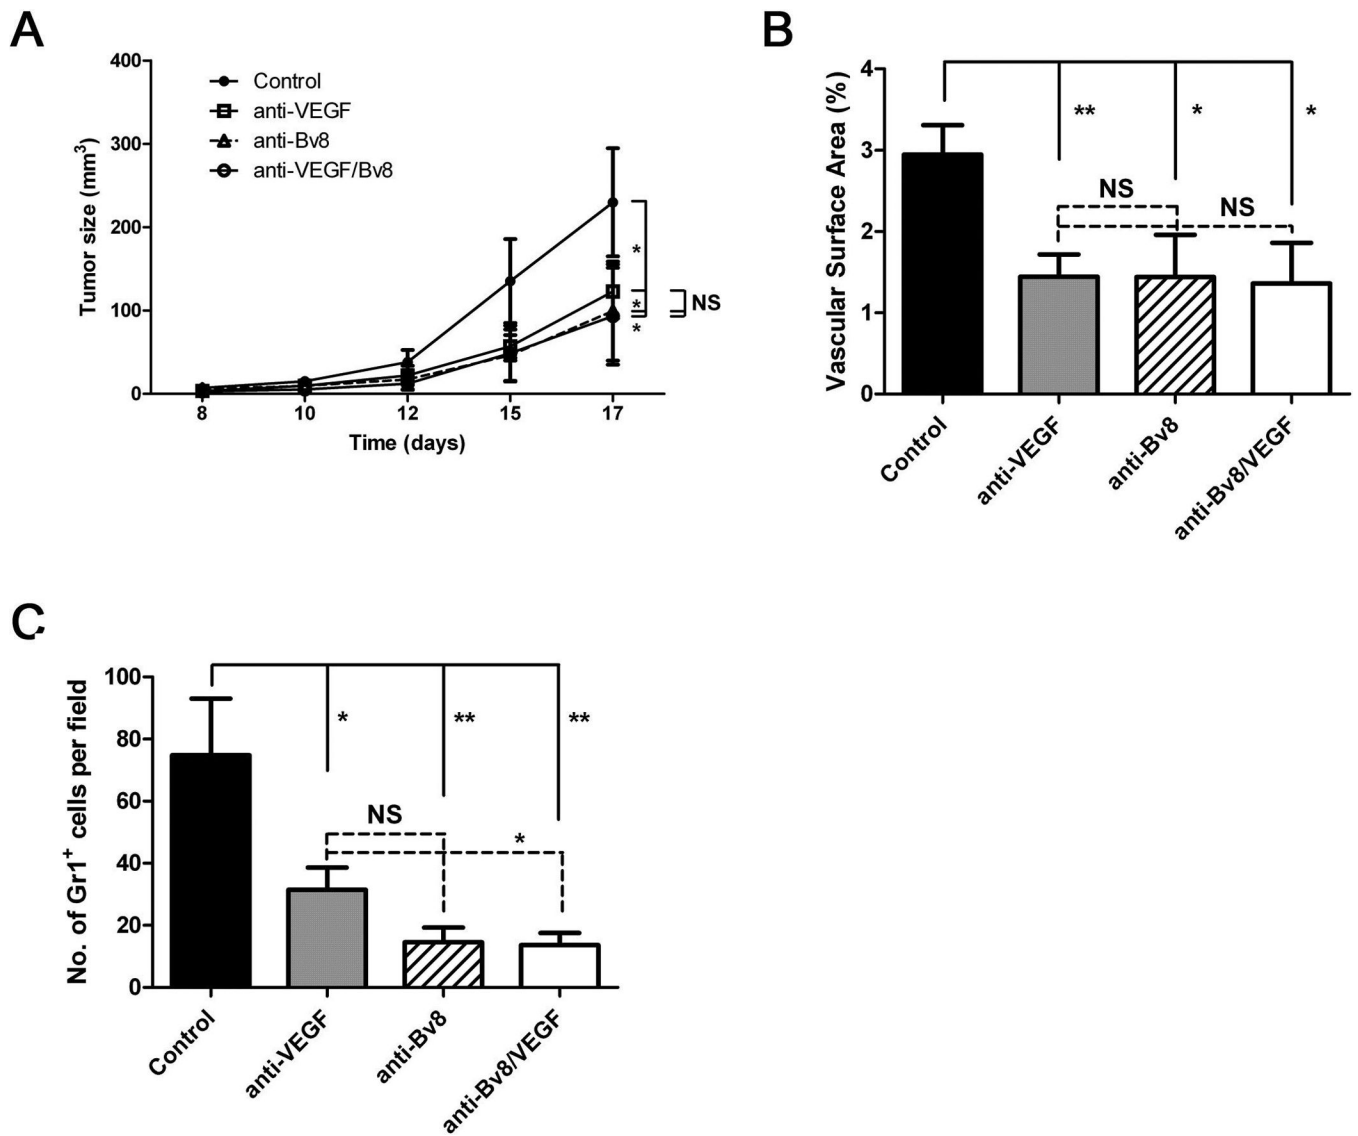 A
400
300
200
100
0
Tumor size (mm³)
Control
anti-VEGF
anti-Bv8
anti-VEGF/Bv8
*
*
*
NS
8 10 12 15 17
Time (days)
B
4
3
2
1
0
Vascular Surface Area (%)
** * *
NS
NS
Control
anti-VEGF
anti-Bv8
anti-Bv8/VEGF
C
100
80
60
40
20
0
No. of Gr1⁺ cells per field
* ** **
NS
*
Control
anti-VEGF
anti-Bv8
anti-Bv8/VEGF